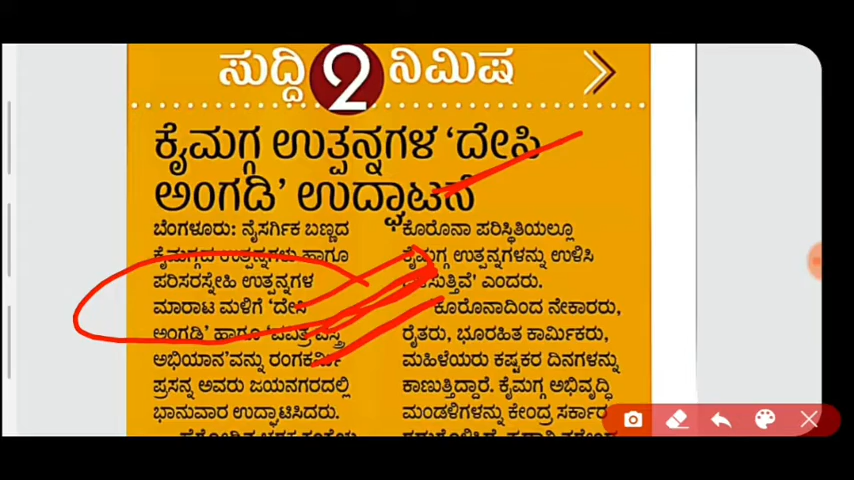 ಸುದ್ದಿ 2 ನಿಮಿಷ
ಕೈಮಗ್ಗ ಉತ್ಪನ್ನಗಳ 'ದೇಸಿ
ಅಂಗಡಿ' ಉದ್ಘಾಟನೆ
ಬೆಂಗಳೂರು: ನೈಸರ್ಗಿಕ ಬಣ್ಣದ
ಕೈಮಗ್ಗದ ಉತ್ಪನ್ನಗಳು ಹಾಗೂ
ಪರಿಸರಸ್ನೇಹಿ ಉತ್ಪನ್ನಗಳ
ಮಾರಾಟ ಮಳಿಗೆ 'ದೇಸಿ
ಅಂಗಡಿ' ಹಾಗೂ 'ಪವಿತ್ರ ವಸ್ತ್ರ
ಅಭಿಯಾನ'ವನ್ನು ರಂಗಕರ್ಮಿ
ಪ್ರಸನ್ನ ಅವರು ಜಯನಗರದಲ್ಲಿ
ಭಾನುವಾರ ಉದ್ಘಾಟಿಸಿದರು.
ಕೊರೊನಾ ಪರಿಸ್ಥಿತಿಯಲ್ಲೂ
ಕೈಮಗ್ಗ ಉತ್ಪನ್ನಗಳನ್ನು ಉಳಿಸಿ
ಎಂದರು.
'ಕೊರೊನಾದಿಂದ ನೇಕಾರರು,
ರೈತರು, ಭೂರಹಿತ ಕಾರ್ಮಿಕರು,
ಮಹಿಳೆಯರು ಕಷ್ಟಕರ ದಿನಗಳನ್ನು
ಕಾಣುತ್ತಿದ್ದಾರೆ. ಕೈಮಗ್ಗ ಅಭಿವೃದ್ಧಿ
ಮಂಡಳಿಗಳನ್ನು ಕೇಂದ್ರ ಸರ್ಕಾರ